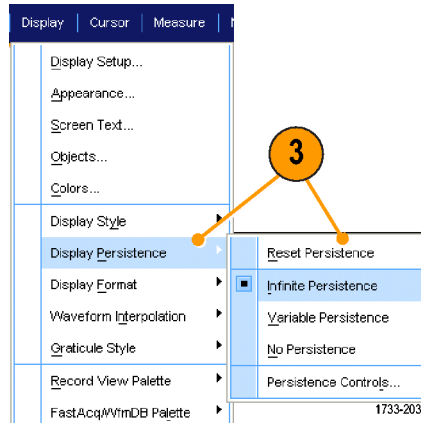 Display Cursor Measure
Display Setup...
Appearance...
Screen Text...
Objects...
3
Colors...
Display Style
Display Persistence
Reset Persistence
Display Format
Infinite Persistence
Waveform Interpolation
Variable Persistence
Graticule Style
No Persistence
Record View Palette
Persistence Controls...
FastAcq/WfmDB Palette
1733-203